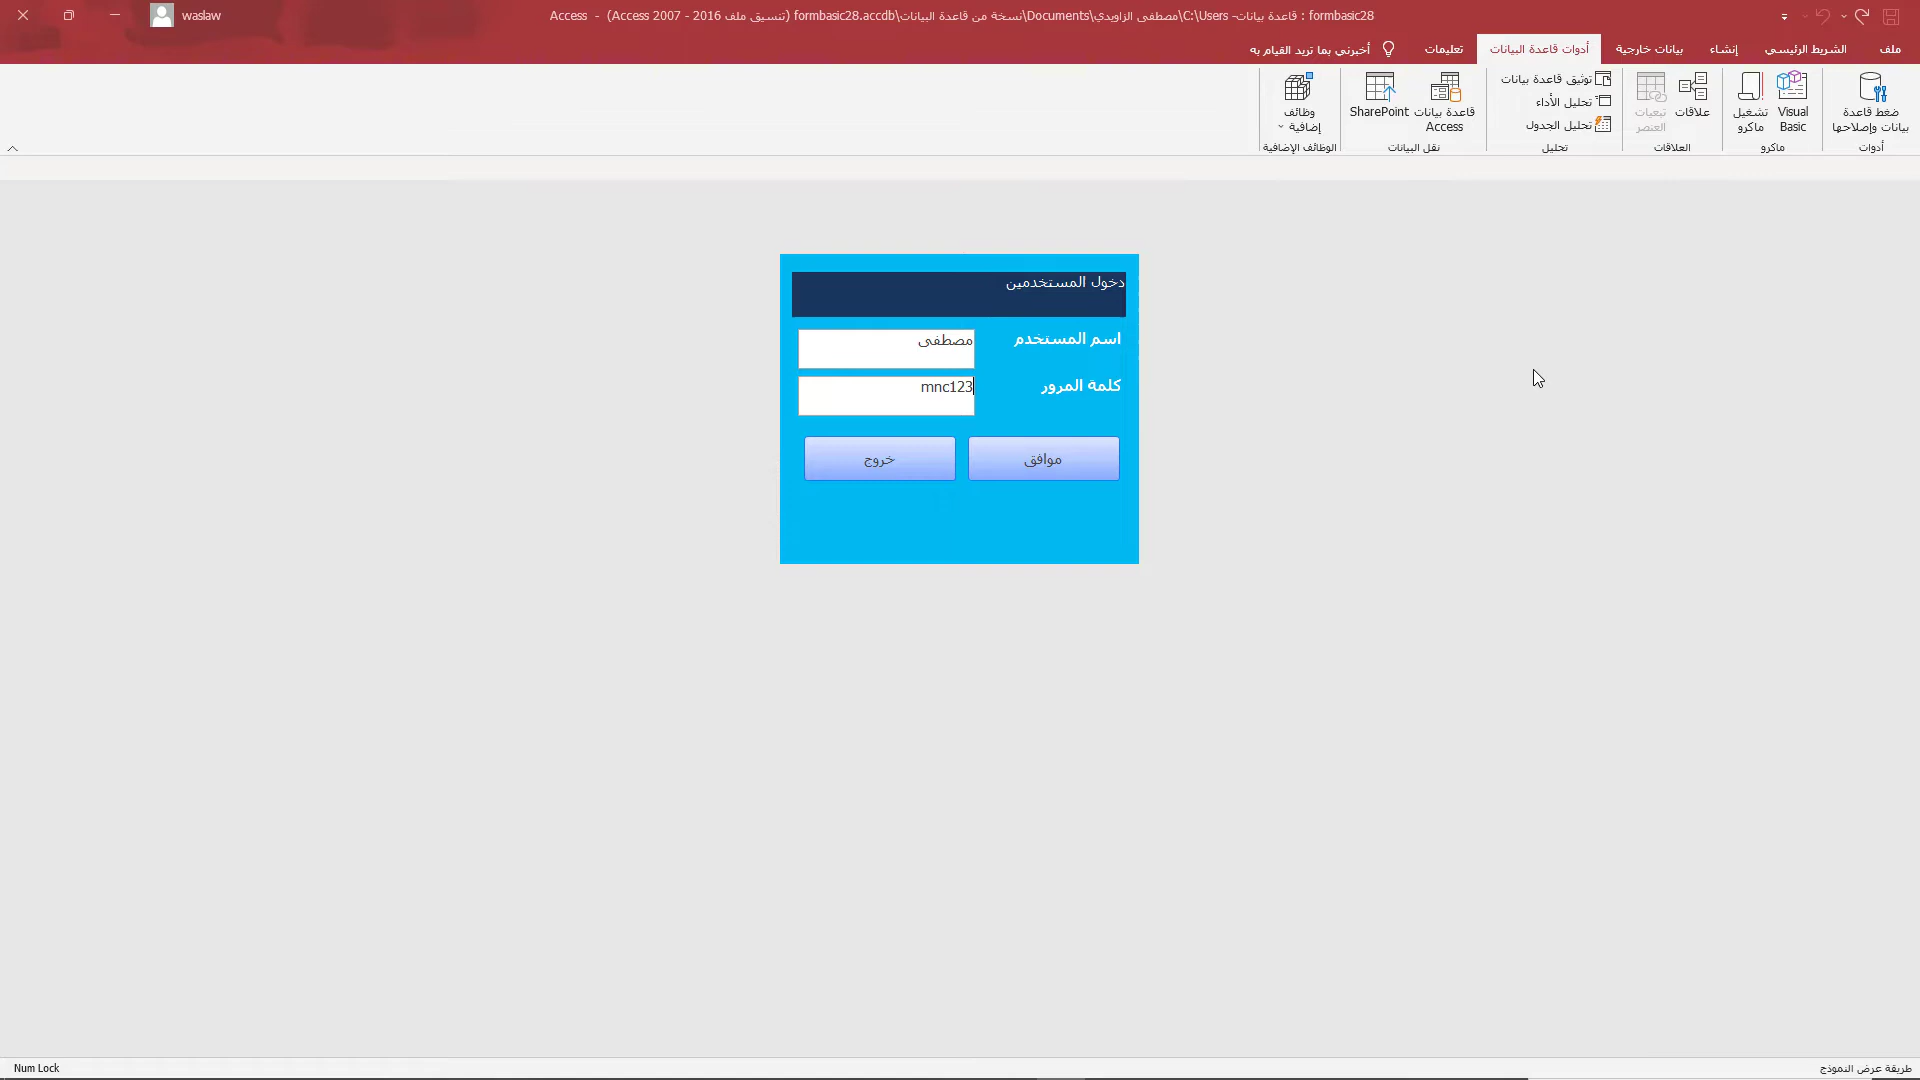 formbasic28 : قاعدة بيانات- C:\Users\مصطفى الزاويدي\Documents\نسخة من قاعدة البيانات\formbasic28.accdb (تنسيق ملف Access 2007 - 2016) - Access
waslaw
ملف
الشريط الرئيسي
إنشاء
بيانات خارجية
أدوات قاعدة البيانات
تعليمات
أخبرني بما تريد القيام به
ضغط قاعدة
بيانات وإصلاحها
أدوات
Visual
Basic
تشغيل
ماكرو
ماكرو
علاقات
تبعيات
العنصر
العلاقات
توثيق قاعدة بيانات
تحليل الأداء
تحليل الجدول
تحليل
قاعدة بيانات
Access
SharePoint
نقل البيانات
وظائف
إضافية
الوظائف الإضافية
دخول المستخدمين
اسم المستخدم
مصطفى
كلمة المرور
mnc123
موافق
خروج
طريقة عرض النموذج
Num Lock